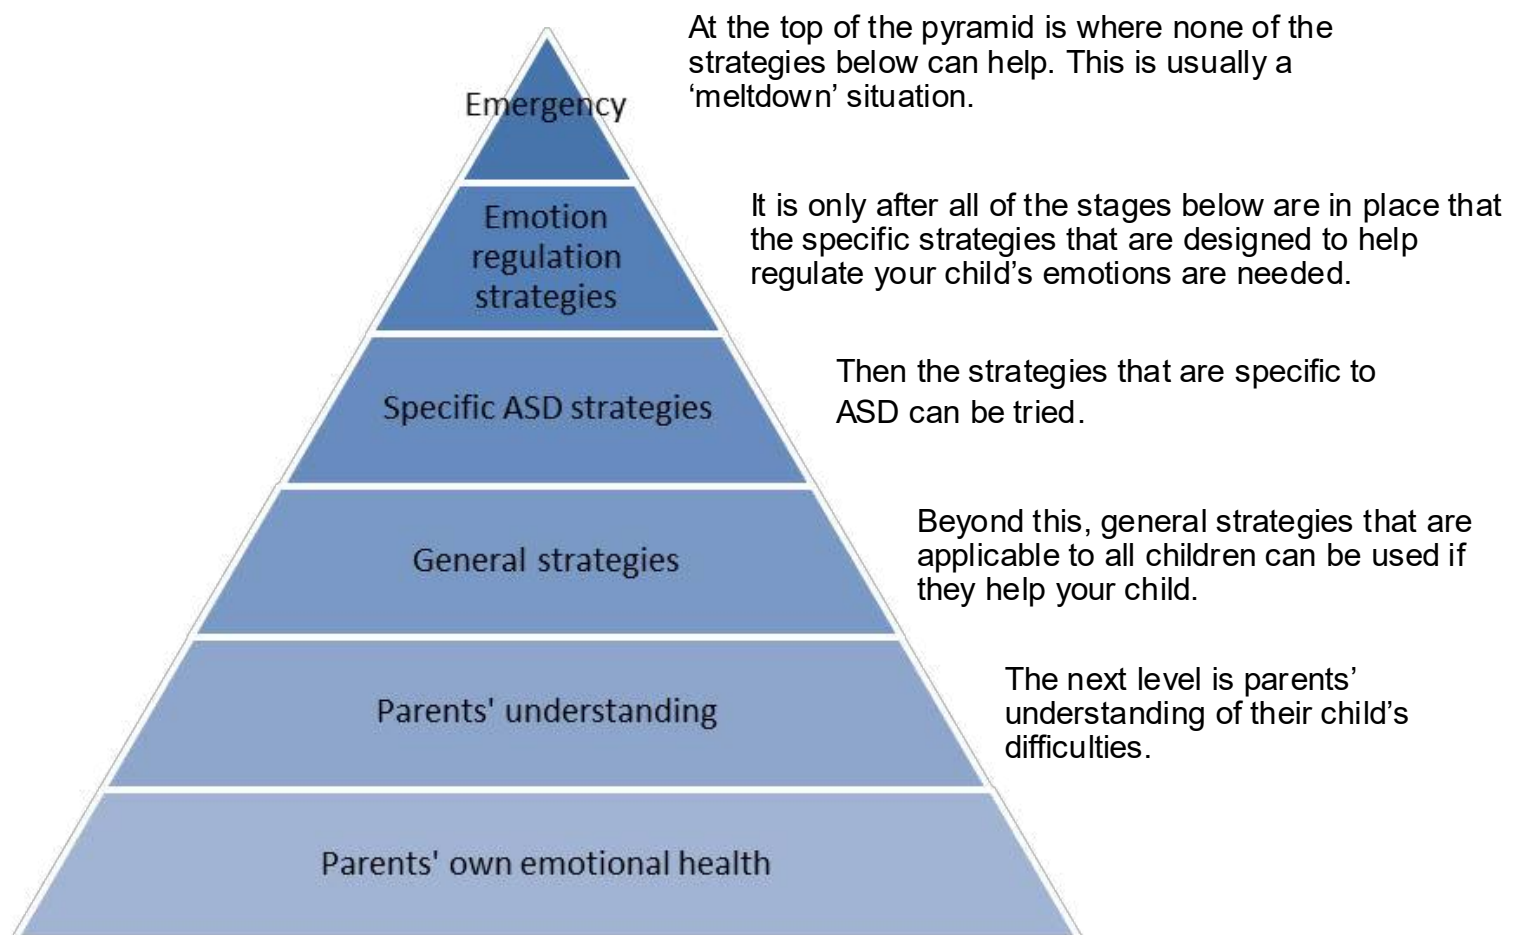 At the top of the pyramid is where none of the
strategies below can help. This is usually a
‘meltdown’ situation.
Emergency
It is only after all of the stages below are in place that
the specific strategies that are designed to help
regulate your child’s emotions are needed.
Emotion
regulation
strategies
Then the strategies that are specific to
ASD can be tried.
Specific ASD strategies
Beyond this, general strategies that are
applicable to all children can be used if
they help your child.
General strategies
The next level is parents’
understanding of their child’s
difficulties.
Parents' understanding
Parents' own emotional health